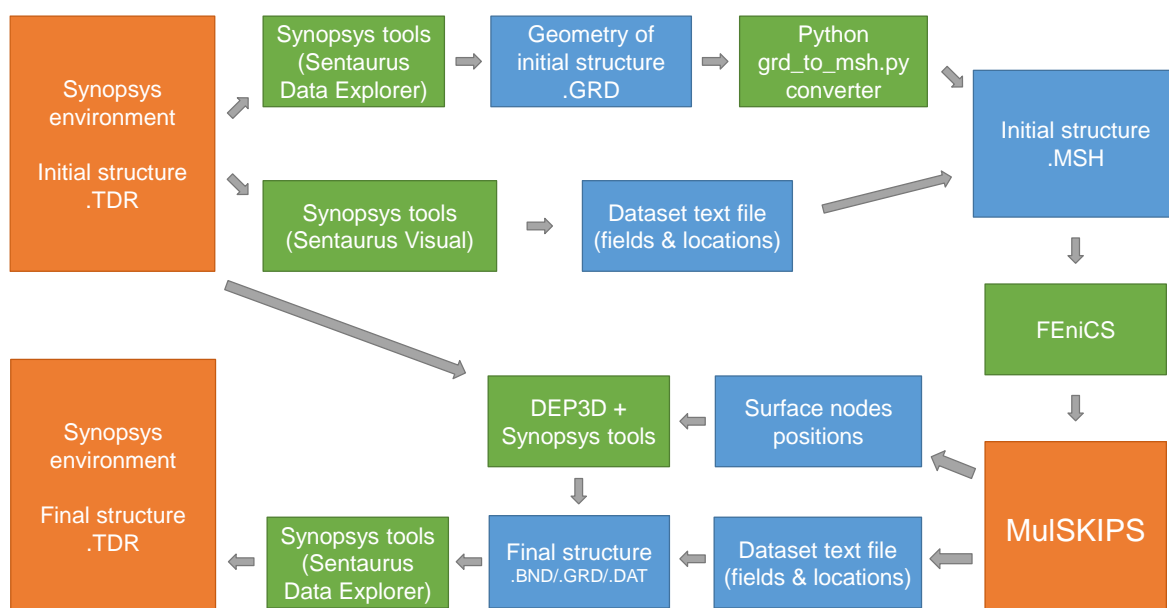 Synopsys
environment
Initial structure
.TDR
Synopsys tools
(Sentaurus
Data Explorer)
Geometry of
initial structure
.GRD
Python
grd_to_msh.py
converter
Initial structure
.MSH
Synopsys tools
(Sentaurus Visual)
Dataset text file
(fields & locations)
FEniCS
Synopsys
environment
Final structure
.TDR
DEP3D +
Synopsys tools
Surface nodes
positions
MulSKIPS
Synopsys tools
(Sentaurus
Data Explorer)
Final structure
.BND/.GRD/.DAT
Dataset text file
(fields & locations)